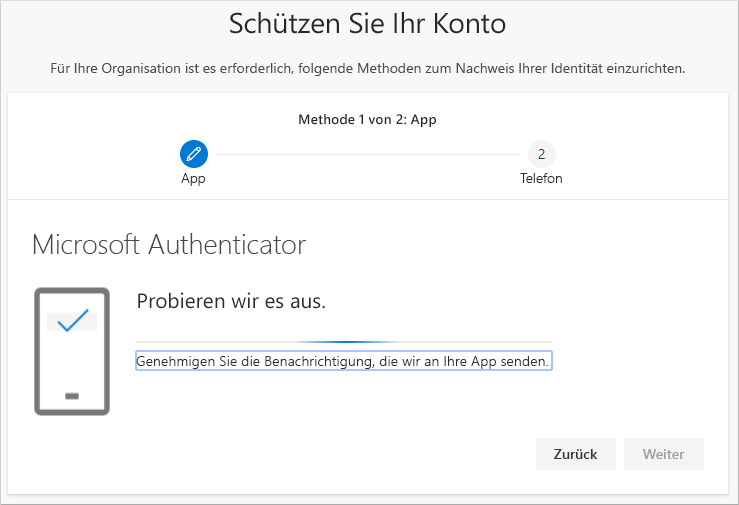 Schützen Sie Ihr Konto
Für Ihre Organisation ist es erforderlich, folgende Methoden zum Nachweis Ihrer Identität einzurichten.
Methode 1 von 2: App
2
App
Telefon
Microsoft Authenticator
Probieren wir es aus.
Genehmigen Sie die Benachrichtigung, die wir an Ihre App senden.
Zurück
Weiter